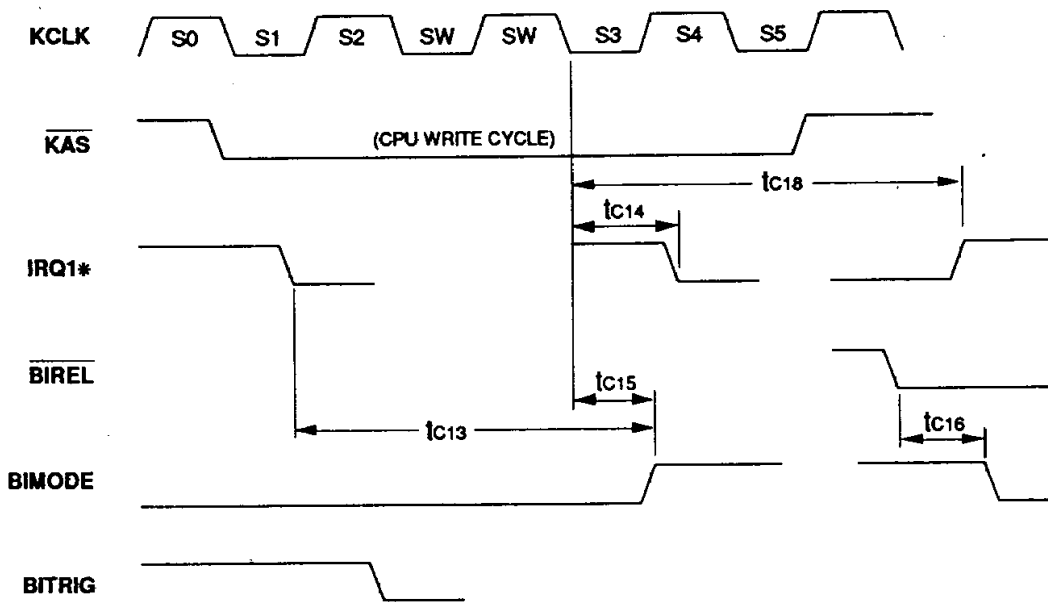 KCLK S0 S1 S2 SW SW S3 S4 S5
KAS (CPU WRITE CYCLE)
tC18
tC14
IRQ1*
BIREL
tC15
tC16
tC13
BIMODE
BITRIG